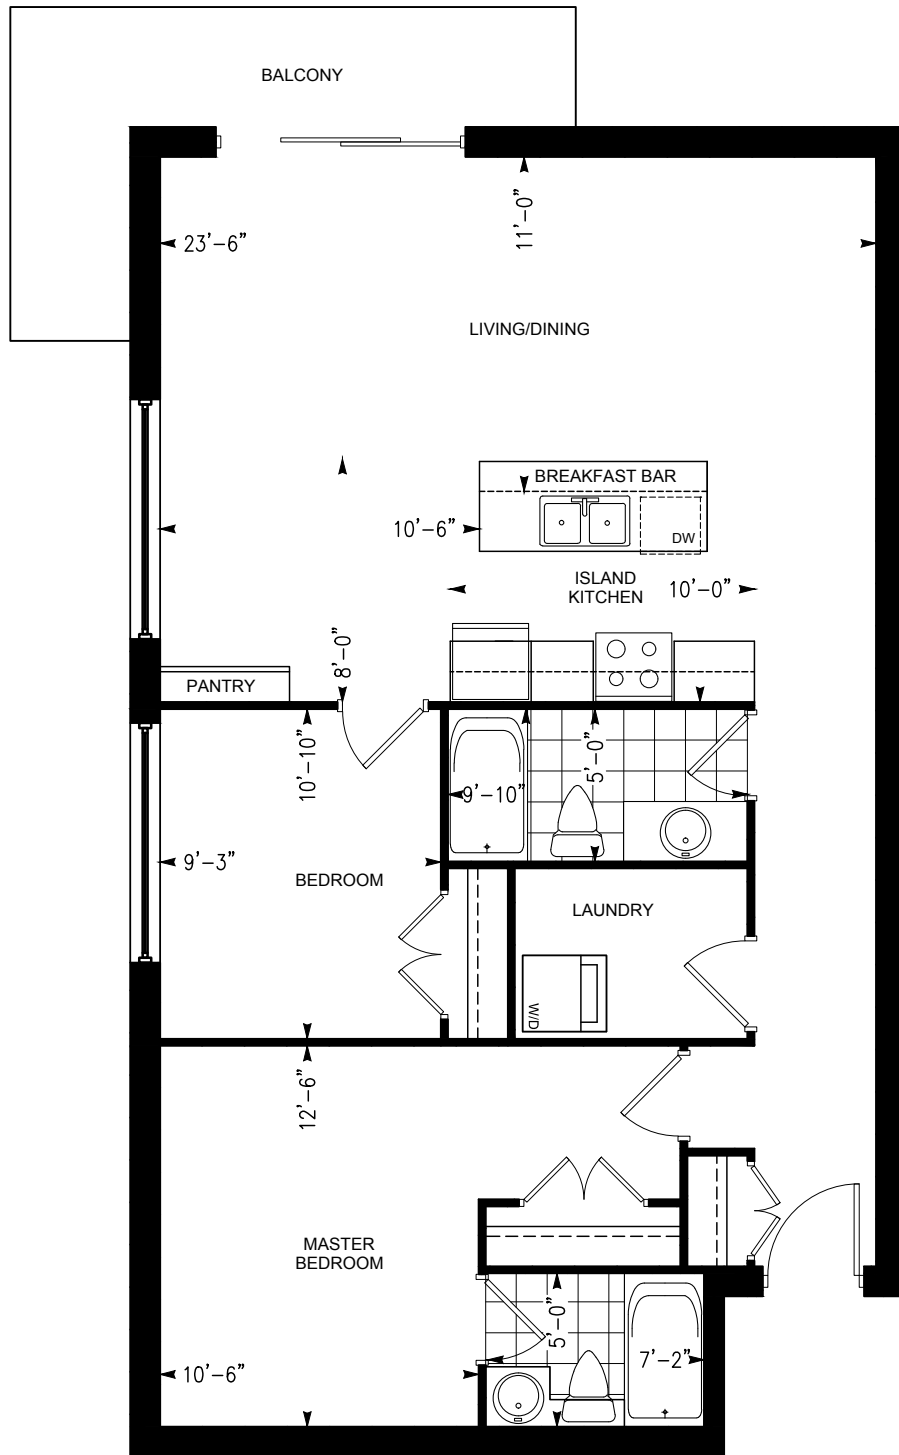 BALCONY
11'-0"
23'-6"
LIVING/DINING
BREAKFAST BAR
10'-6"
DW
ISLAND
KITCHEN
10'-0"
8'-0"
PANTRY
10'-10"
5'-0"
9'-10"
9'-3"
BEDROOM
LAUNDRY
W/D
12'-6"
MASTER
BEDROOM
5'-0"
7'-2"
10'-6"